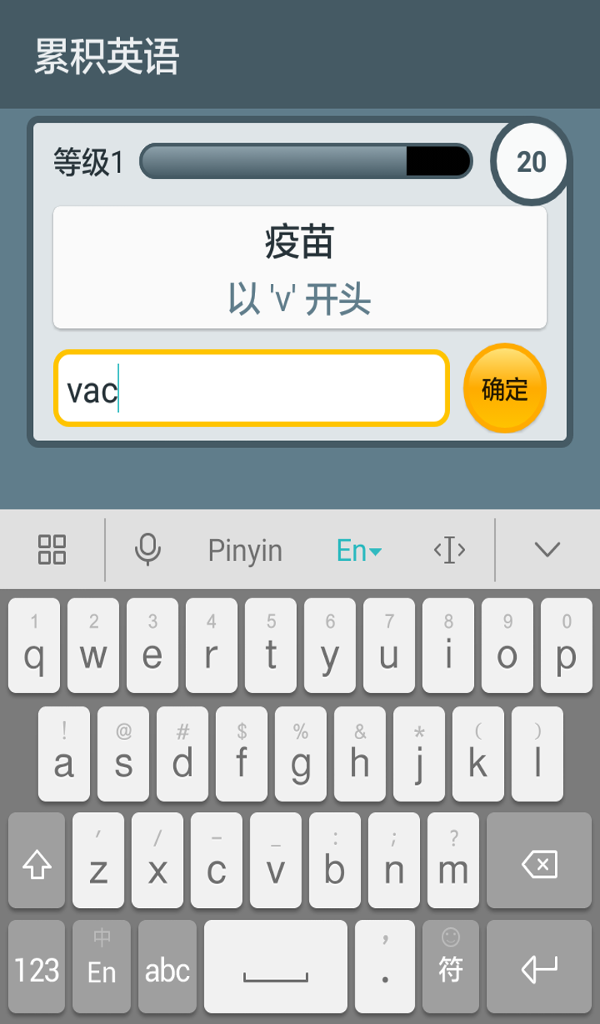 累积英语
等级1
20
疫苗
以 'v' 开头
vac
确定
Pinyin En
1 2 3 4 5 6 7 8 9 0
q w e r t y u i o p
! @ # $ % & * ( )
a s d f g h j k l
' / - _ : ; ?
z x c v b n m
中 ,
123 En abc . 符